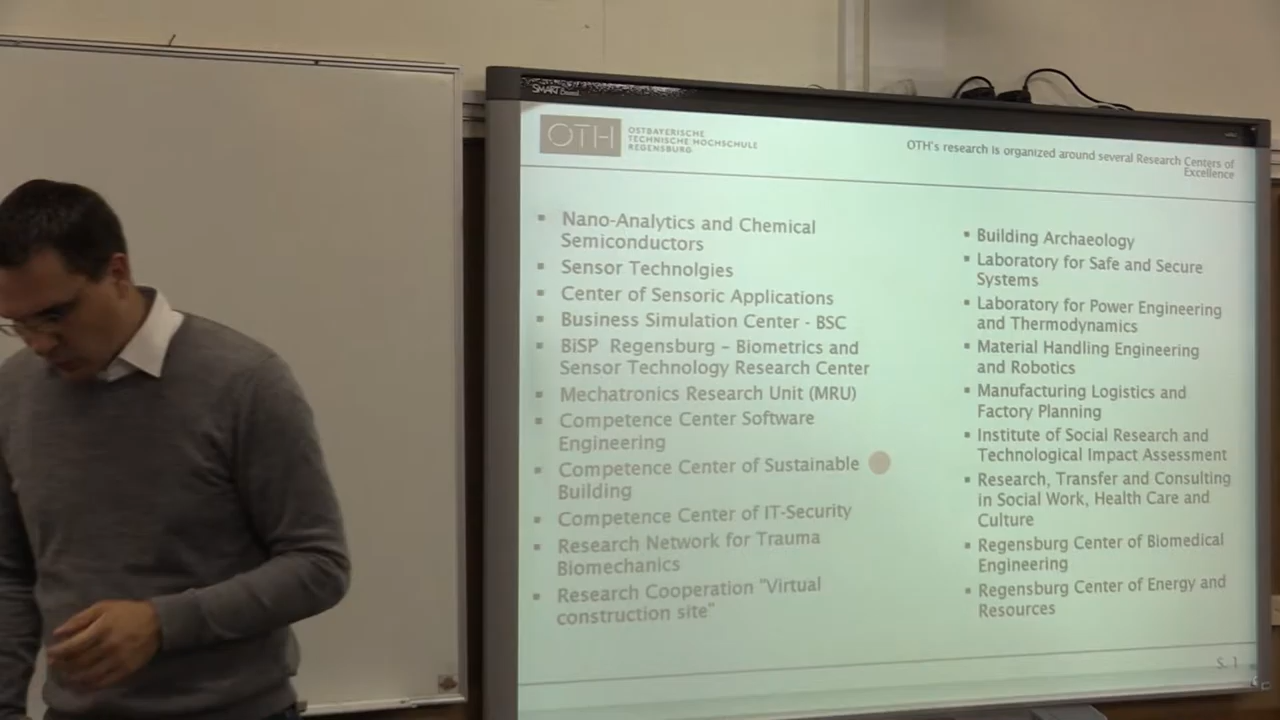 SMART Board
OTH
OSTBAYERISCHE
TECHNISCHE HOCHSCHULE
REGENSBURG
OTH's research is organized around several Research Centers of
Excellence
▪ Nano-Analytics and Chemical
Semiconductors
▪ Sensor Technolgies
▪ Center of Sensoric Applications
▪ Business Simulation Center - BSC
▪ BiSP Regensburg – Biometrics and
Sensor Technology Research Center
▪ Mechatronics Research Unit (MRU)
▪ Competence Center Software
Engineering
▪ Competence Center of Sustainable
Building
▪ Competence Center of IT-Security
▪ Research Network for Trauma
Biomechanics
▪ Research Cooperation "Virtual
construction site"
▪ Building Archaeology
▪ Laboratory for Safe and Secure
Systems
▪ Laboratory for Power Engineering
and Thermodynamics
▪ Material Handling Engineering
and Robotics
▪ Manufacturing Logistics and
Factory Planning
▪ Institute of Social Research and
Technological Impact Assessment
▪ Research, Transfer and Consulting
in Social Work, Health Care and
Culture
▪ Regensburg Center of Biomedical
Engineering
▪ Regensburg Center of Energy and
Resources
S. 1